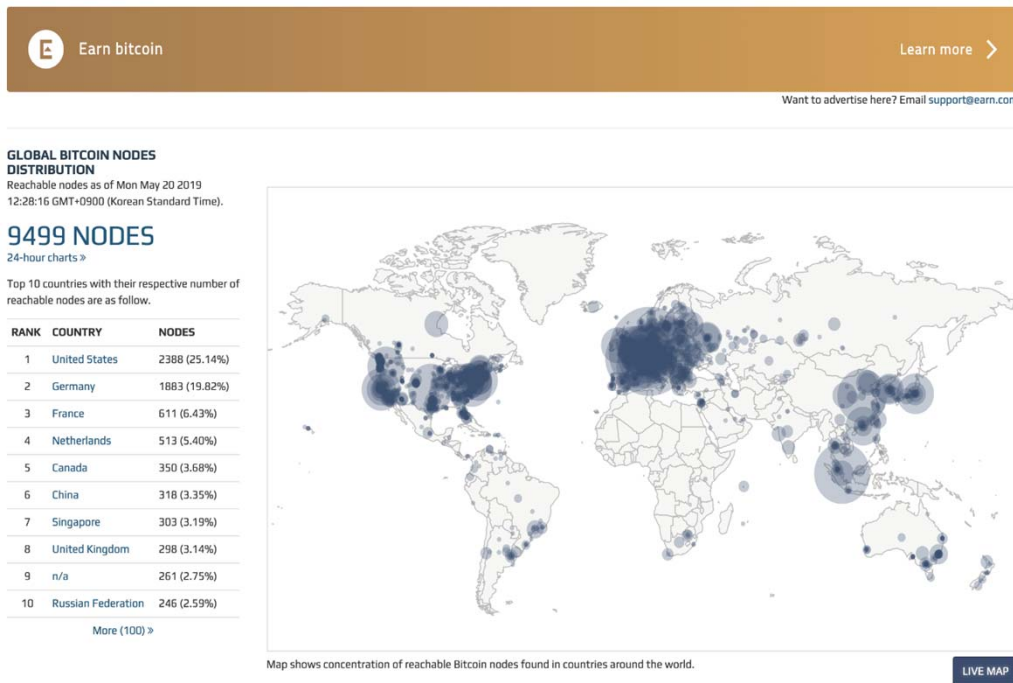 E Earn bitcoin
Learn more
Want to advertise here? Email support@earn.com
GLOBAL BITCOIN NODES
DISTRIBUTION
Reachable nodes as of Mon May 20 2019
12:28:16 GMT+0900 (Korean Standard Time).
9499 NODES
24-hour charts »
Top 10 countries with their respective number of
reachable nodes are as follow.
RANK COUNTRY NODES
1 United States 2388 (25.14%)
2 Germany 1883 (19.82%)
3 France 611 (6.43%)
4 Netherlands 513 (5.40%)
5 Canada 350 (3.68%)
6 China 318 (3.35%)
7 Singapore 303 (3.19%)
8 United Kingdom 298 (3.14%)
9 n/a 261 (2.75%)
10 Russian Federation 246 (2.59%)
More (100) »
Map shows concentration of reachable Bitcoin nodes found in countries around the world.
LIVE MAP